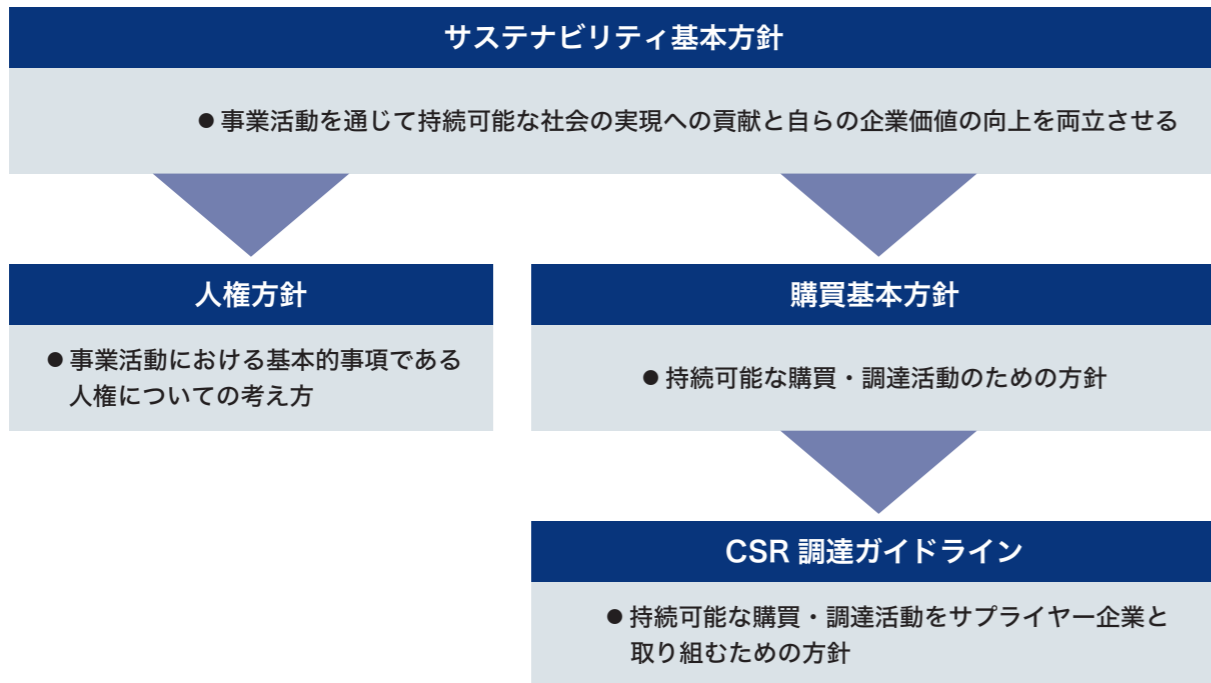 サステナビリティ基本方針
●事業活動を通じて持続可能な社会の実現への貢献と自らの企業価値の向上を両立させる
人権方針
●事業活動における基本的事項である
人権についての考え方
購買基本方針
●持続可能な購買・調達活動のための方針
CSR 調達ガイドライン
●持続可能な購買・調達活動をサプライヤー企業と
取り組むための方針